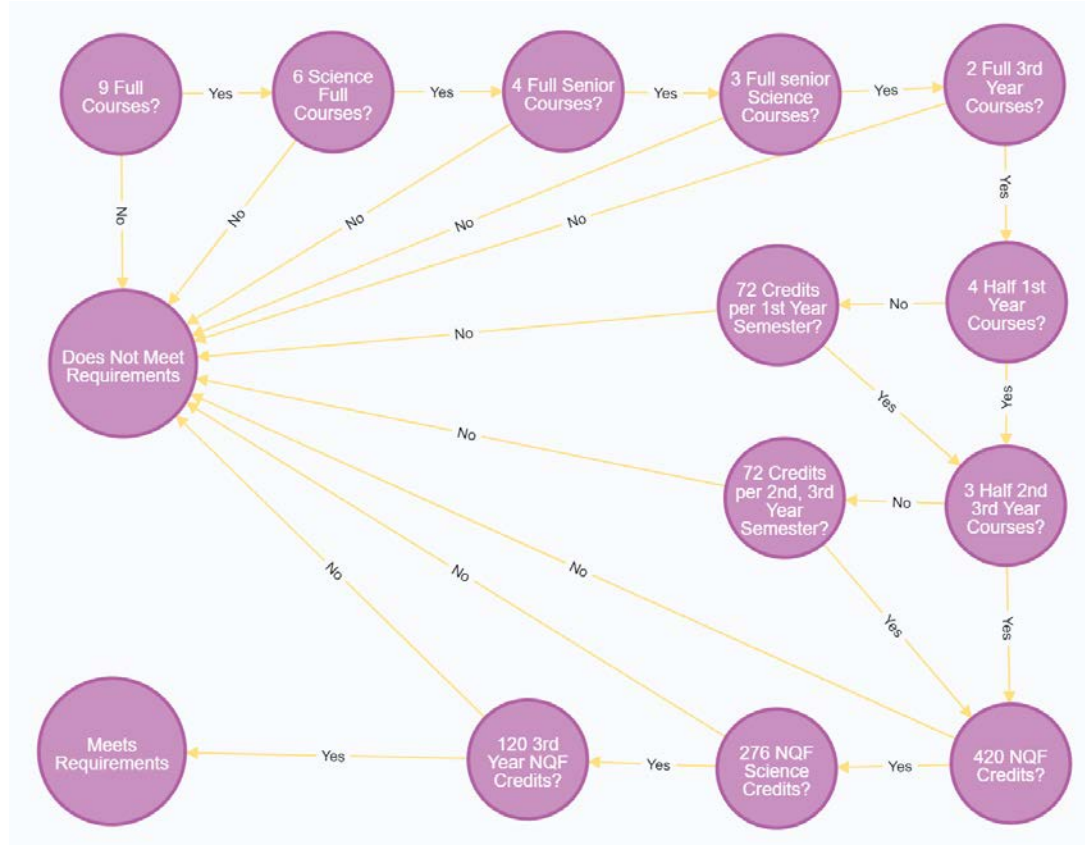 9 Full
Courses?
Yes
6 Science
Full
Courses?
Yes
4 Full Senior
Courses?
Yes
3 Full senior
Science
Courses?
Yes
2 Full 3rd
Year
Courses?
No
No
No
No
No
Yes
72 Credits
per 1st Year
Semester?
No
4 Half 1st
Year
Courses?
No
Does Not Meet
Requirements
Yes
Yes
No
72 Credits
per 2nd, 3rd
Year
Semester?
No
3 Half 2nd
3rd Year
Courses?
No
No
No
Yes
Yes
Meets
Requirements
Yes
120 3rd
Year NQF
Credits?
Yes
276 NQF
Science
Credits?
Yes
420 NQF
Credits?